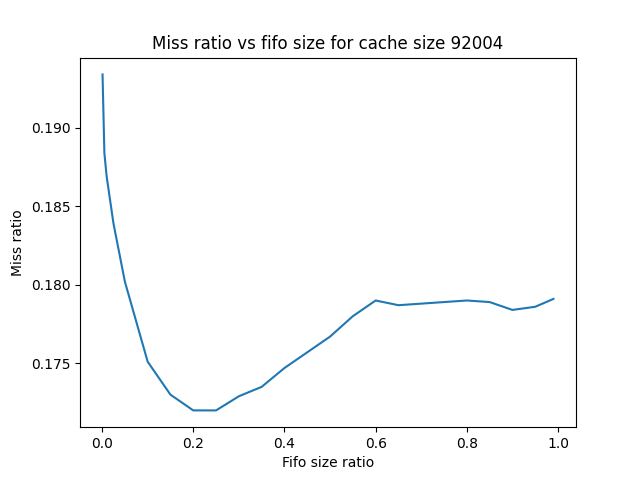 Miss ratio vs fifo size for cache size 92004
0.190
0.185
0.180
0.175
Miss ratio
0.0 0.2 0.4 0.6 0.8 1.0
Fifo size ratio